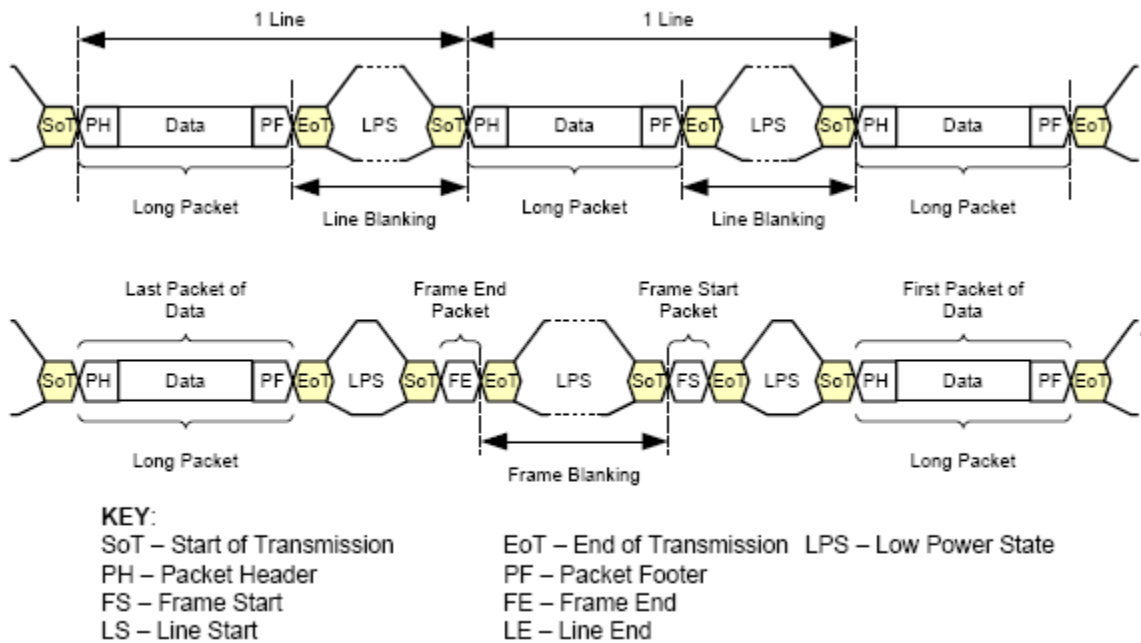 1 Line 1 Line
SoT PH Data PF EoT LPS SoT PH Data PF EoT LPS SoT PH Data PF EoT
Long Packet Line Blanking Long Packet Line Blanking Long Packet
Last Packet of Data Frame End Packet Frame Start Packet First Packet of Data
SoT PH Data PF EoT LPS SoT FE EoT LPS SoT FS EoT LPS SoT PH Data PF EoT
Long Packet Frame Blanking Long Packet
KEY:
SoT – Start of Transmission EoT – End of Transmission LPS – Low Power State
PH – Packet Header PF – Packet Footer
FS – Frame Start FE – Frame End
LS – Line Start LE – Line End